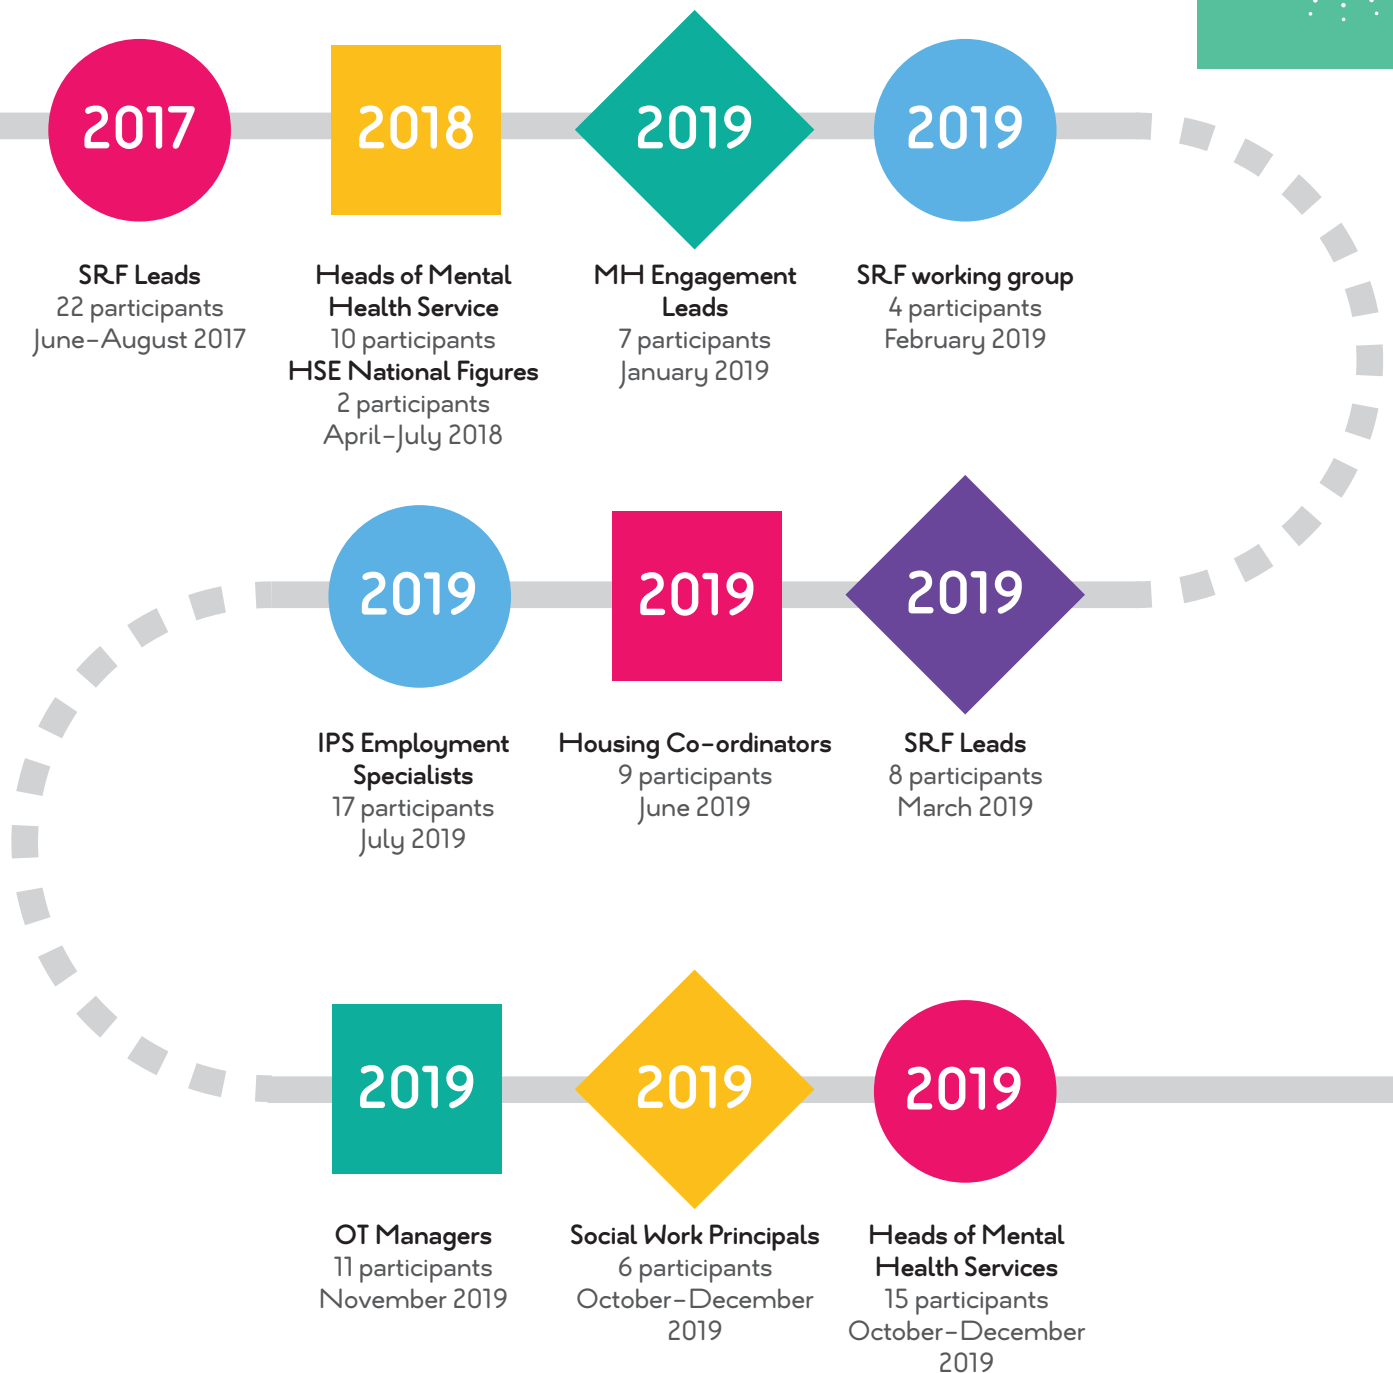 2017
SRF Leads
22 participants
June–August 2017
2018
Heads of Mental
Health Service
10 participants
HSE National Figures
2 participants
April–July 2018
2019
MH Engagement
Leads
7 participants
January 2019
2019
SRF working group
4 participants
February 2019
2019
IPS Employment
Specialists
17 participants
July 2019
2019
Housing Co-ordinators
9 participants
June 2019
2019
SRF Leads
8 participants
March 2019
2019
OT Managers
11 participants
November 2019
2019
Social Work Principals
6 participants
October–December
2019
2019
Heads of Mental
Health Services
15 participants
October–December
2019